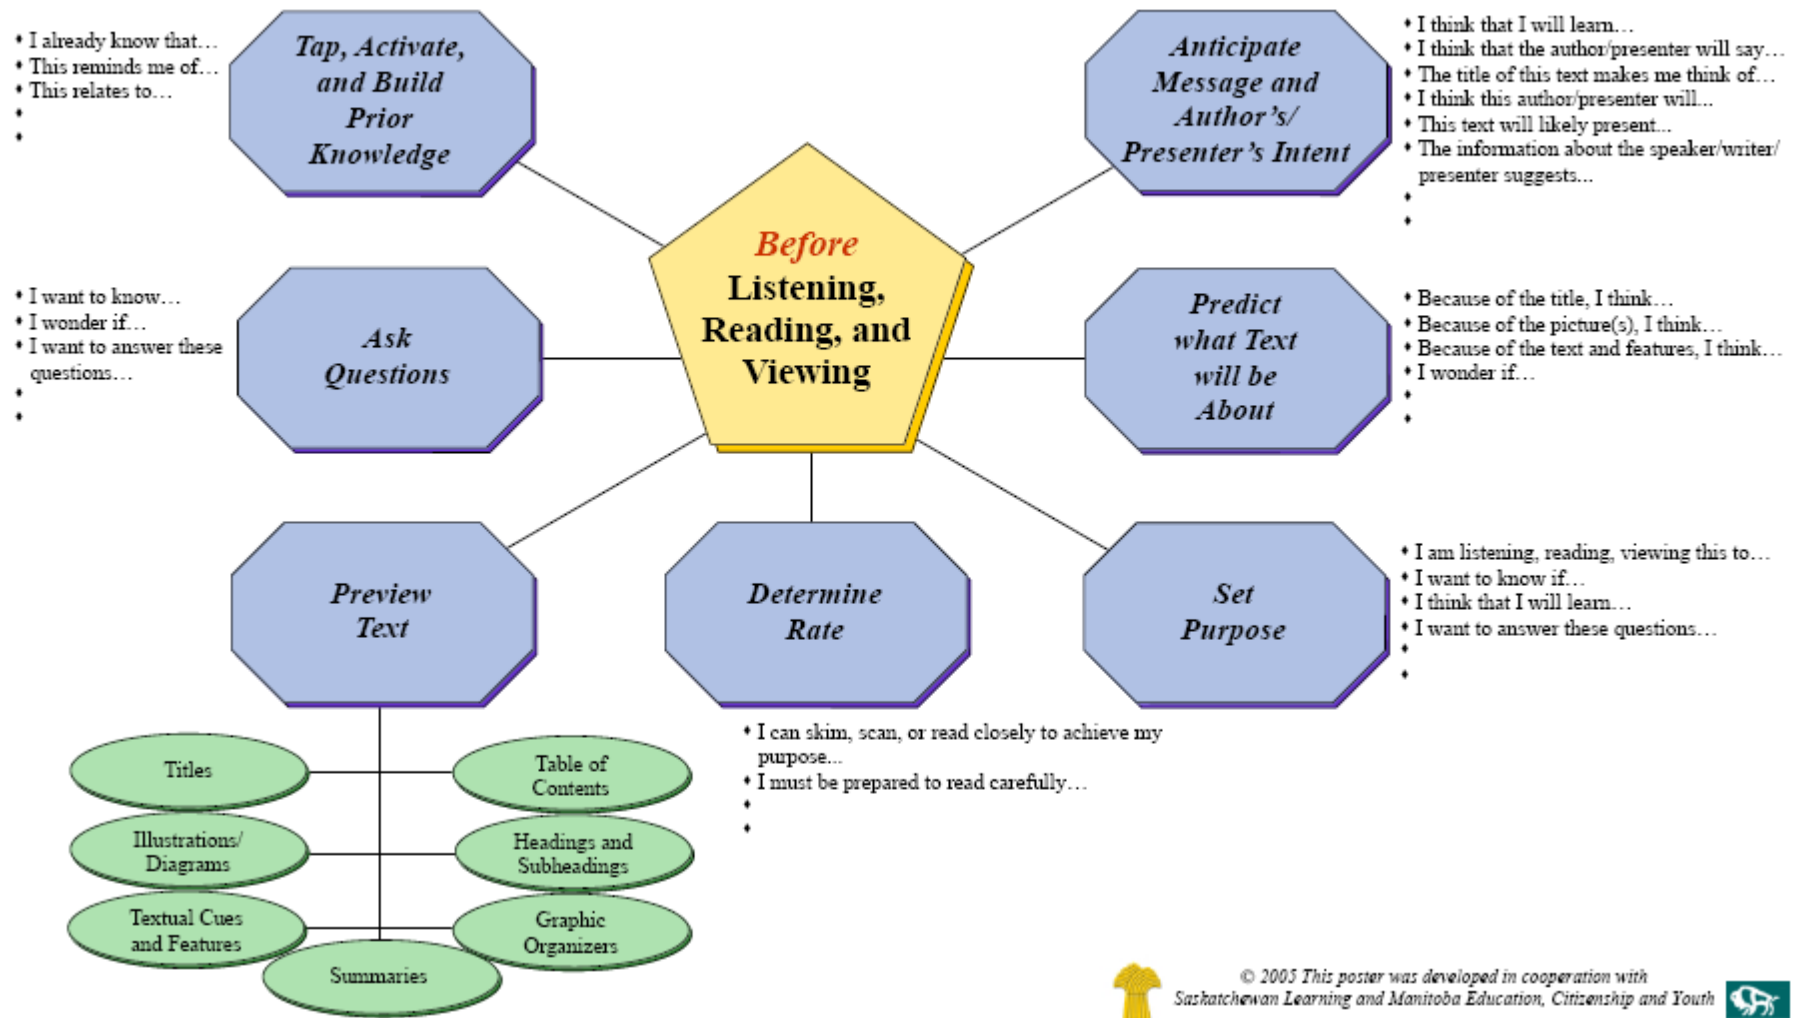 • I already know that…
• This reminds me of…
• This relates to…
Tap, Activate,
and Build
Prior
Knowledge
Anticipate
Message and
Author's/
Presenter's Intent
• I think that I will learn…
• I think that the author/presenter will say…
• The title of this text makes me think of…
• I think this author/presenter will...
• This text will likely present...
• The information about the speaker/writer/
presenter suggests...
Before
Listening,
Reading, and
Viewing
• I want to know…
• I wonder if…
• I want to answer these
questions…
Ask
Questions
Predict
what Text
will be
About
• Because of the title, I think…
• Because of the picture(s), I think…
• Because of the text and features, I think…
• I wonder if…
Preview
Text
Determine
Rate
Set
Purpose
• I am listening, reading, viewing this to…
• I want to know if…
• I think that I will learn…
• I want to answer these questions…
• I can skim, scan, or read closely to achieve my
purpose...
• I must be prepared to read carefully…
Titles
Table of
Contents
Illustrations/
Diagrams
Headings and
Subheadings
Textual Cues
and Features
Graphic
Organizers
Summaries
© 2005 This poster was developed in cooperation with
Saskatchewan Learning and Manitoba Education, Citizenship and Youth